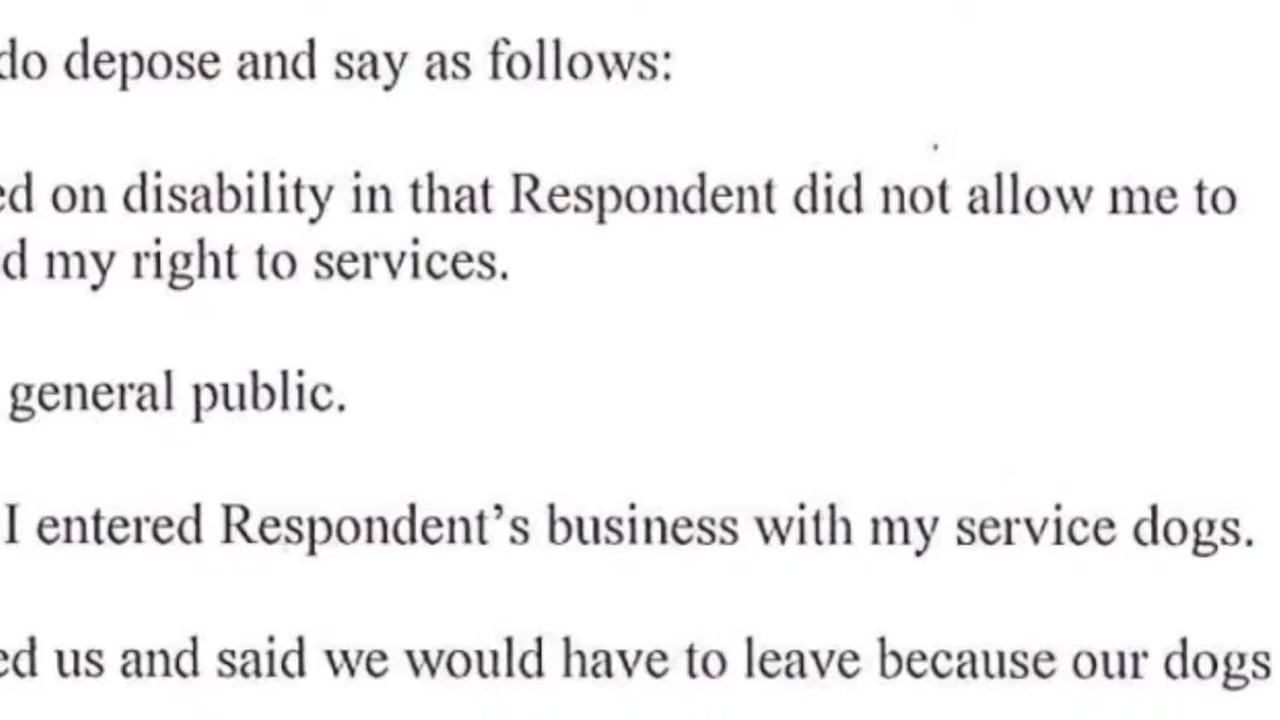 do depose and say as follows:
ed on disability in that Respondent did not allow me to
d my right to services.
general public.
I entered Respondent's business with my service dogs.
ed us and said we would have to leave because our dogs